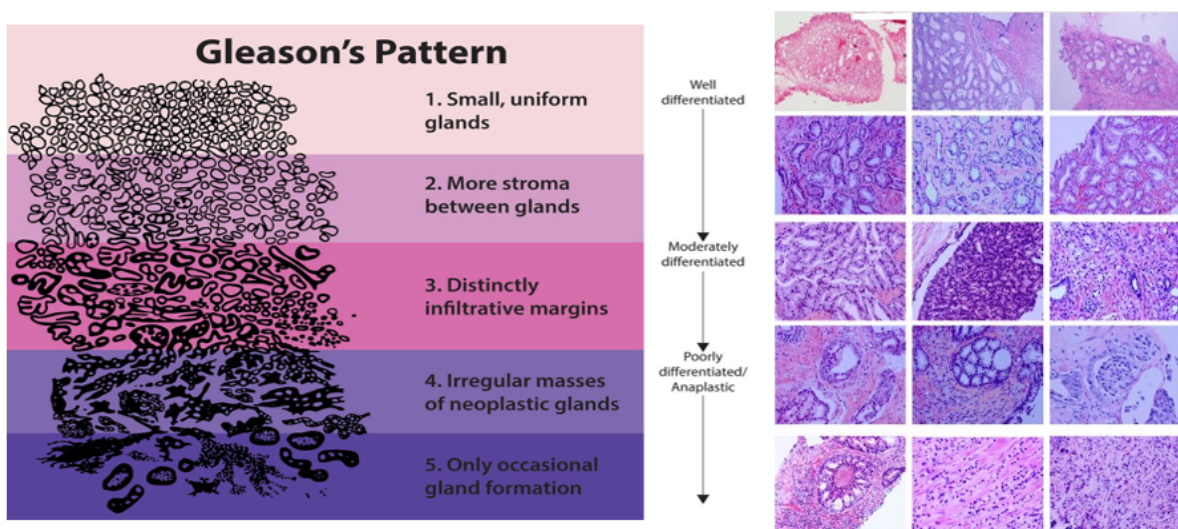 Gleason's Pattern
1. Small, uniform
glands
2. More stroma
between glands
3. Distinctly
infiltrative margins
4. Irregular masses
of neoplastic glands
5. Only occasional
gland formation
Well
differentiated
Moderately
differentiated
Poorly
differentiated/
Anaplastic